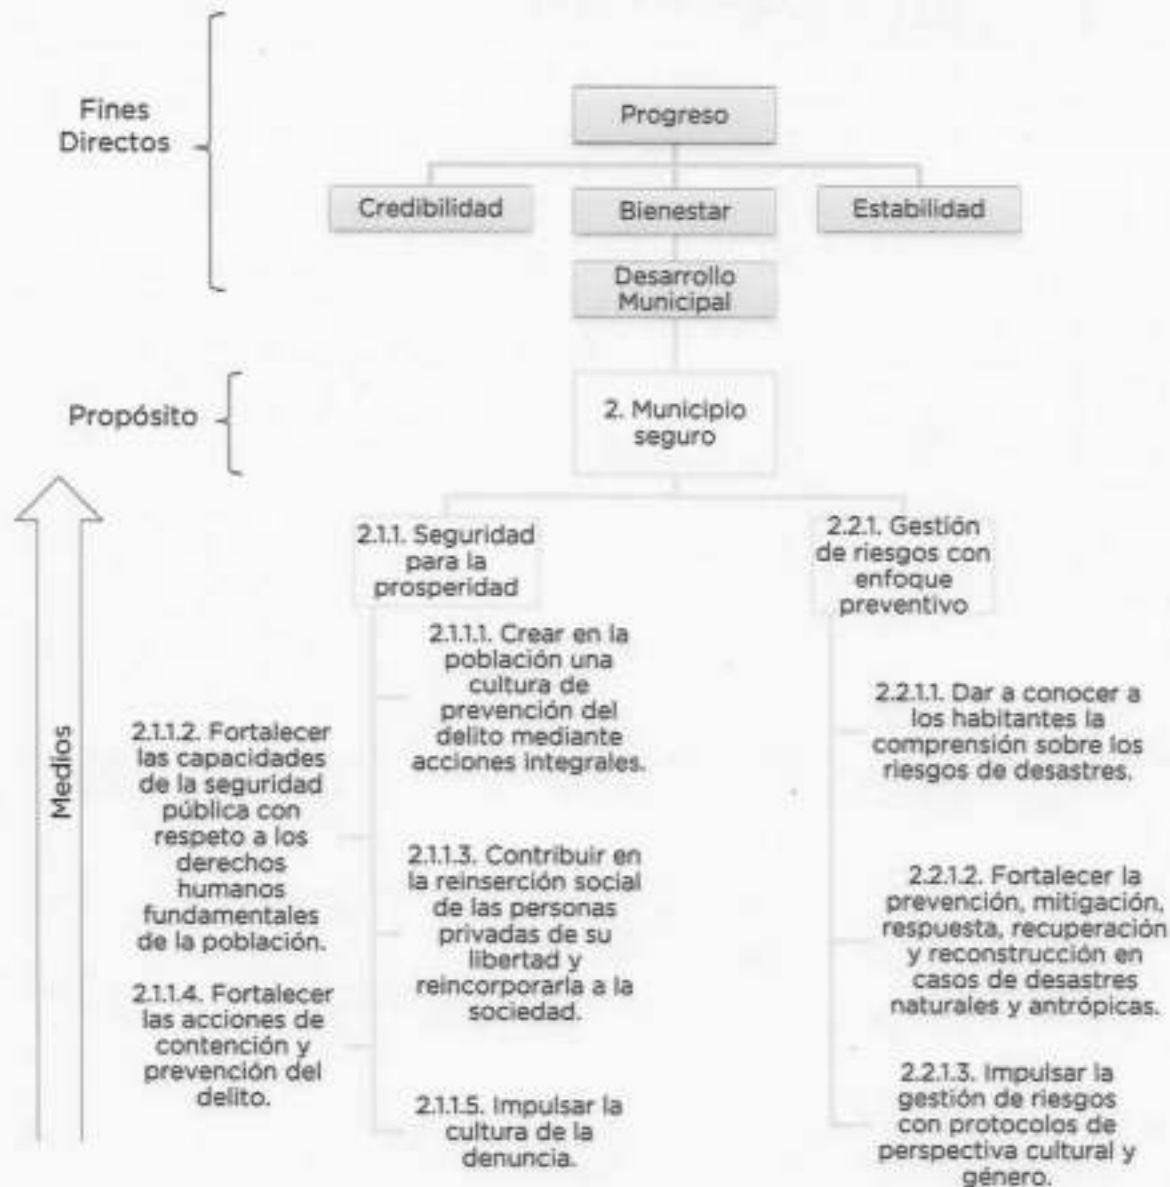 Fines
Directos
Progreso
Credibilidad
Bienestar
Estabilidad
Desarrollo
Municipal
Propósito
2. Municipio
seguro
Medios
2.1.1. Seguridad
para la
prosperidad
2.1.1.1. Crear en la
población una
cultura de
prevención del
delito mediante
acciones integrales.
2.1.1.2. Fortalecer
las capacidades
de la seguridad
pública con
respeto a los
derechos
humanos
fundamentales
de la población.
2.1.1.3. Contribuir en
la reinserción social
de las personas
privadas de su
libertad y
reincorporarla a la
sociedad.
2.1.1.4. Fortalecer
las acciones de
contención y
prevención del
delito.
2.1.1.5. Impulsar la
cultura de la
denuncia.
2.2.1. Gestión
de riesgos con
enfoque
preventivo
2.2.1.1. Dar a conocer a
los habitantes la
comprensión sobre los
riesgos de desastres.
2.2.1.2. Fortalecer la
prevención, mitigación,
respuesta, recuperación
y reconstrucción en
casos de desastres
naturales y antrópicas.
2.2.1.3. Impulsar la
gestión de riesgos
con protocolos de
perspectiva cultural y
género.